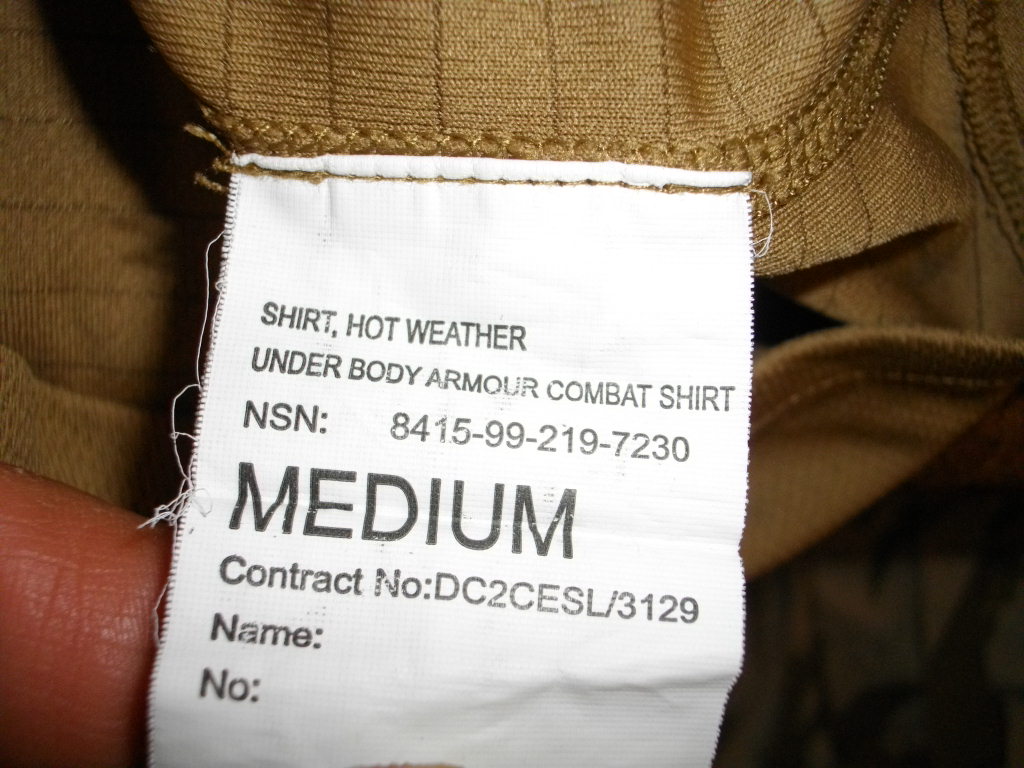 SHIRT, HOT WEATHER
UNDER BODY ARMOUR COMBAT SHIRT
NSN: 8415-99-219-7230
MEDIUM
Contract No:DC2CESL/3129
Name:
No: